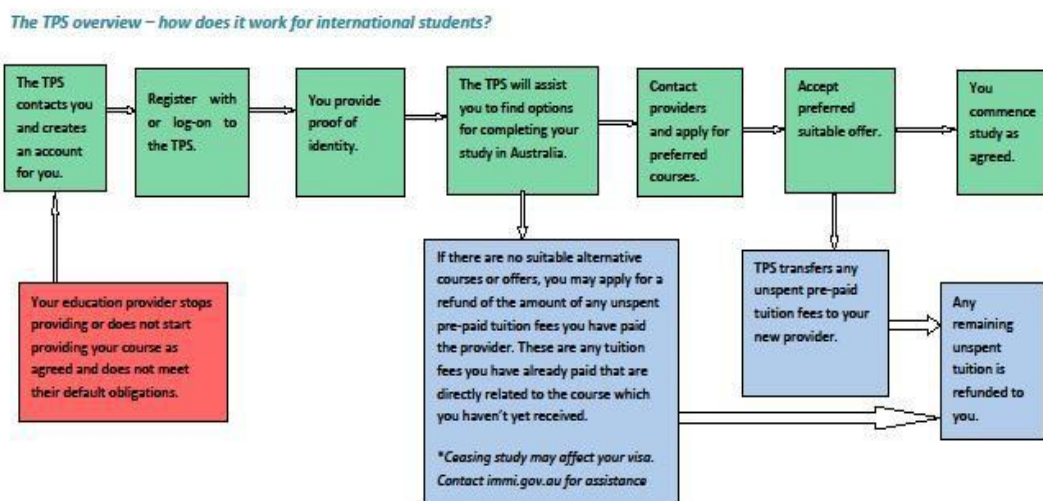 The TPS overview – how does it work for international students?
The TPS
contacts you
and creates
an account
for you.
Register with
or log-on to
the TPS.
You provide
proof of
identity.
The TPS will assist
you to find options
for completing your
study in Australia.
Contact
providers
and apply for
preferred
courses.
Accept
preferred
suitable offer.
You
commence
study as
agreed.
Your education provider stops
providing or does not start
providing your course as
agreed and does not meet
their default obligations.
If there are no suitable alternative
courses or offers, you may apply for a
refund of the amount of any unspent
pre-paid tuition fees you have paid
the provider. These are any tuition
fees you have already paid that are
directly related to the course which
you haven't yet received.
*Ceasing study may affect your visa.
Contact immi.gov.au for assistance
TPS transfers any
unspent pre-paid
tuition fees to your
new provider.
Any
remaining
unspent
tuition is
refunded to
you.